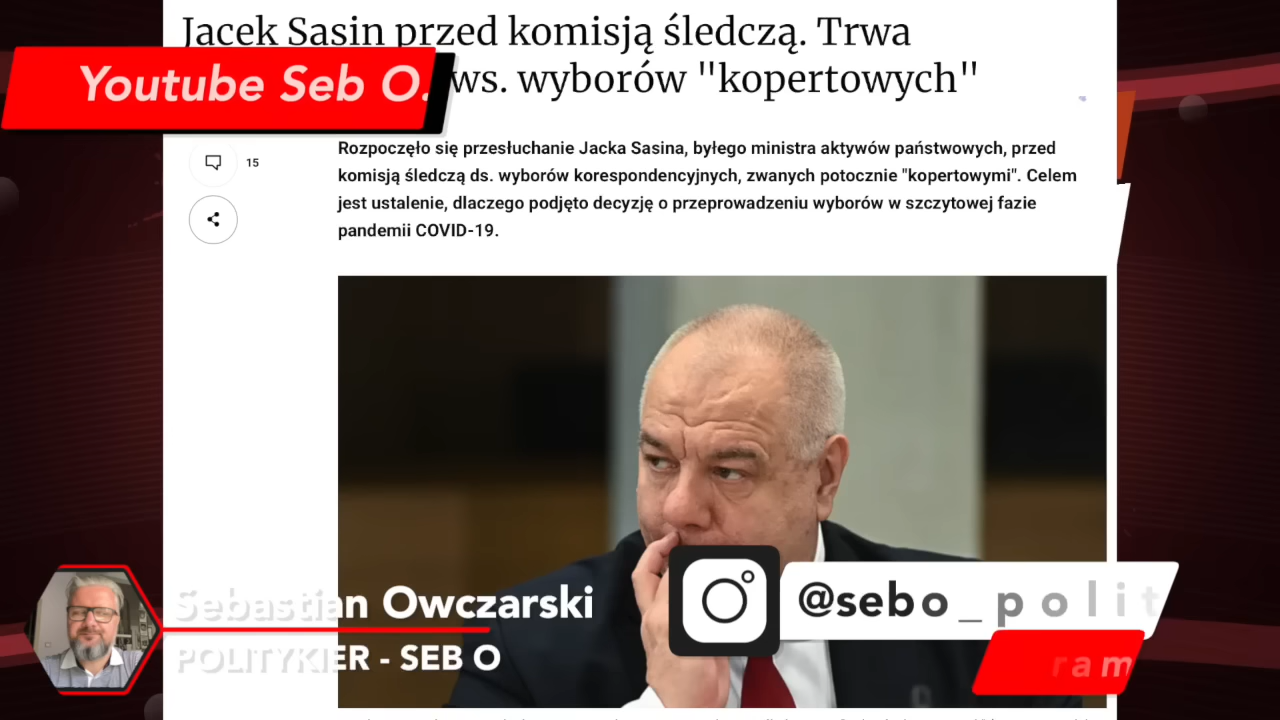 Jacek Sasin przed komisją śledczą. Trwa
Youtube Seb O.
ws. wyborów "kopertowych"
15
Rozpoczęło się przesłuchanie Jacka Sasina, byłego ministra aktywów państwowych, przed
komisją śledczą ds. wyborów korespondencyjnych, zwanych potocznie "kopertowymi". Celem
jest ustalenie, dlaczego podjęto decyzję o przeprowadzeniu wyborów w szczytowej fazie
pandemii COVID-19.
Sebastian Owczarski
@sebo_polit
POLITYKIER - SEB O
ram